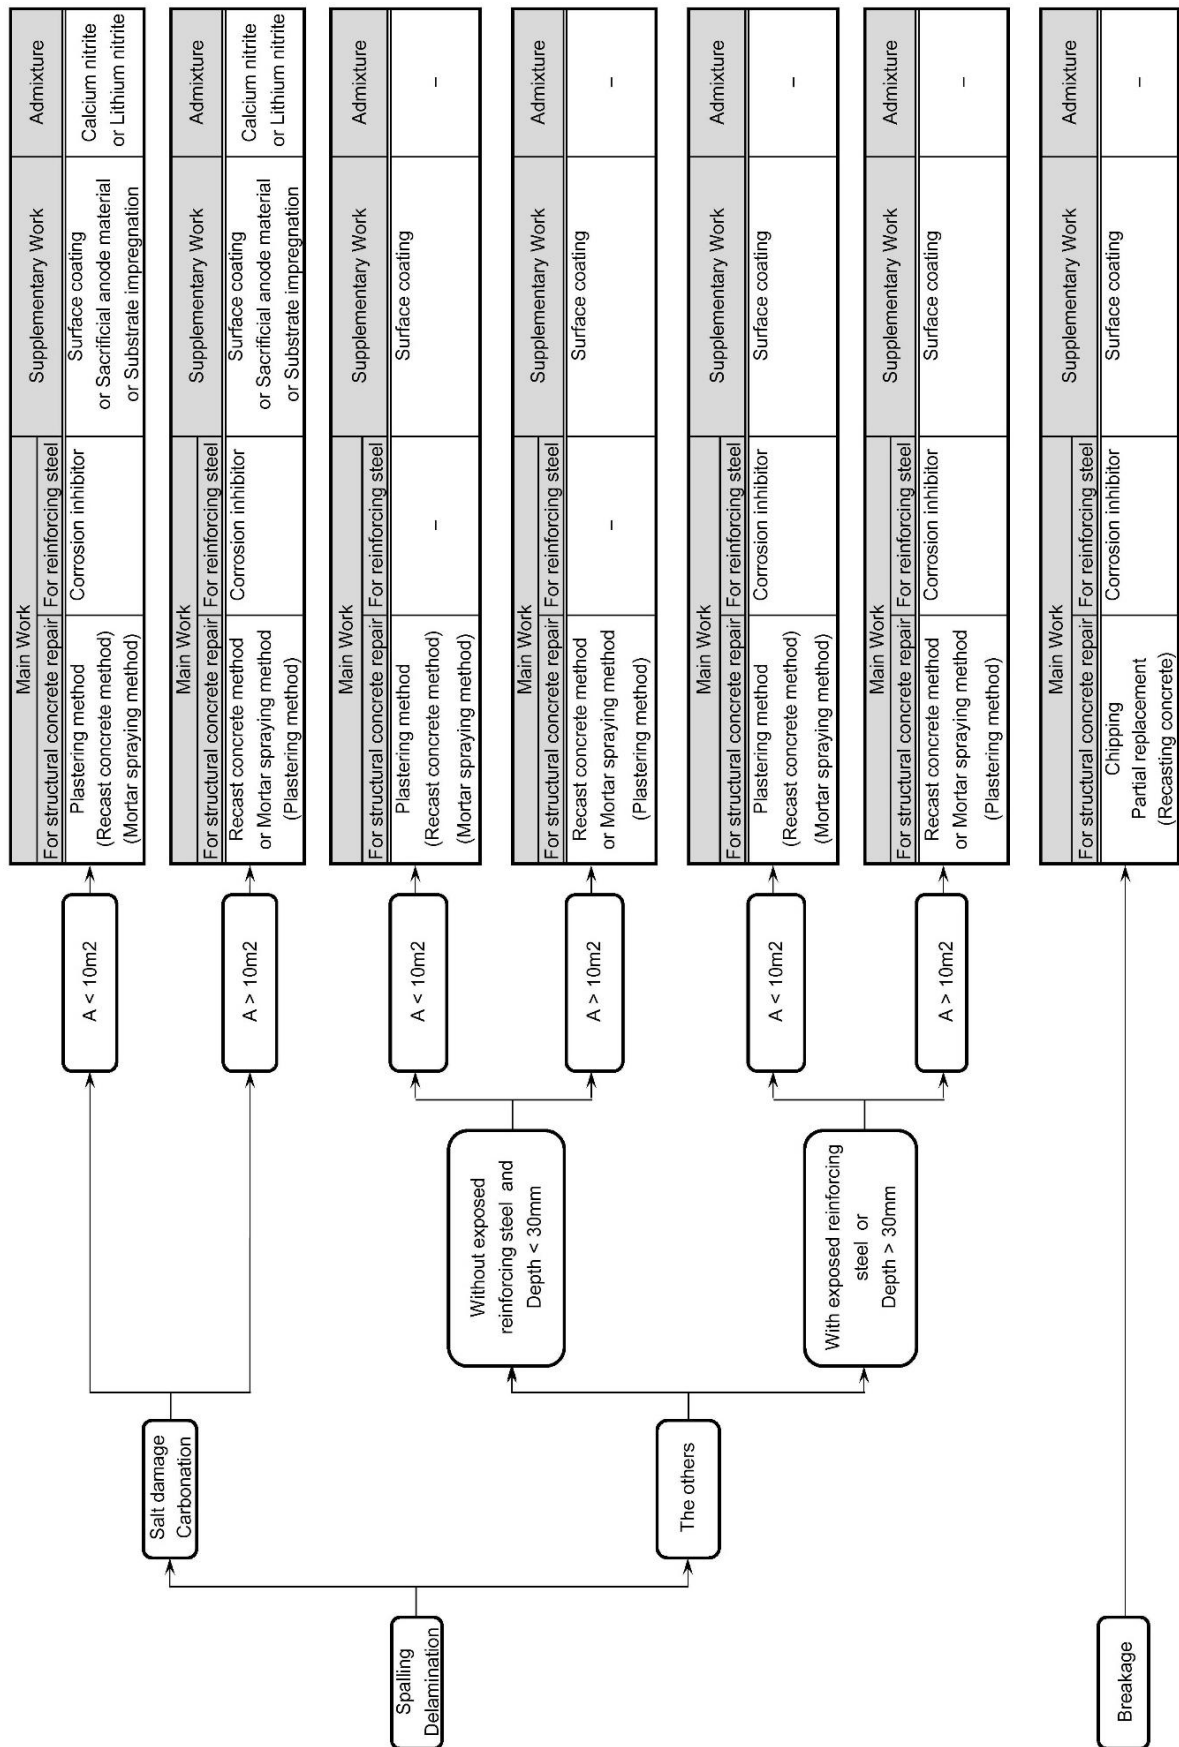 Spalling
Delamination
Salt damage
Carbonation
A < 10m2
Main Work
Supplementary Work
Admixture
For structural concrete repair
For reinforcing steel
Plastering method
(Recast concrete method)
(Mortar spraying method)
Corrosion inhibitor
Surface coating
or Sacrificial anode material
or Substrate impregnation
Calcium nitrite
or Lithium nitrite
A > 10m2
Main Work
Supplementary Work
Admixture
For structural concrete repair
For reinforcing steel
Recast concrete method
or Mortar spraying method
(Plastering method)
Corrosion inhibitor
Surface coating
or Sacrificial anode material
or Substrate impregnation
Calcium nitrite
or Lithium nitrite
The others
Without exposed
reinforcing steel and
Depth < 30mm
A < 10m2
Main Work
Supplementary Work
Admixture
For structural concrete repair
For reinforcing steel
Plastering method
(Recast concrete method)
(Mortar spraying method)
–
Surface coating
–
A > 10m2
Main Work
Supplementary Work
Admixture
For structural concrete repair
For reinforcing steel
Recast concrete method
or Mortar spraying method
(Plastering method)
–
Surface coating
–
With exposed reinforcing
steel or
Depth > 30mm
A < 10m2
Main Work
Supplementary Work
Admixture
For structural concrete repair
For reinforcing steel
Plastering method
(Recast concrete method)
(Mortar spraying method)
Corrosion inhibitor
Surface coating
–
A > 10m2
Main Work
Supplementary Work
Admixture
For structural concrete repair
For reinforcing steel
Recast concrete method
or Mortar spraying method
(Plastering method)
Corrosion inhibitor
Surface coating
–
Breakage
Main Work
Supplementary Work
Admixture
For structural concrete repair
For reinforcing steel
Chipping
Partial replacement
(Recasting concrete)
Corrosion inhibitor
Surface coating
–